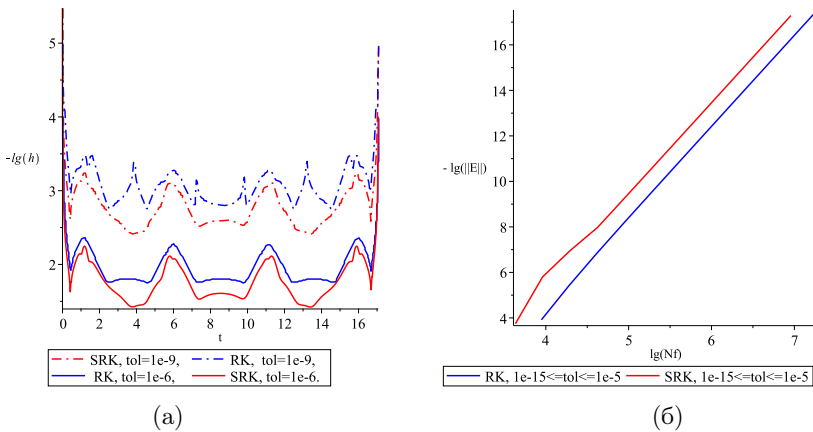 5
4
-lg(h)
3
2
0 2 4 6 8 10 12 14 16
t
SRK, tol=1e-9, RK, tol=1e-9,
RK, tol=1e-6, SRK, tol=1e-6.
(а)
16
14
12
- lg(||E||)
10
8
6
4
4 5 6 7
lg(Nf)
RK, 1e-15<=tol<=1e-5 SRK, 1e-15<=tol<=1e-5
(б)